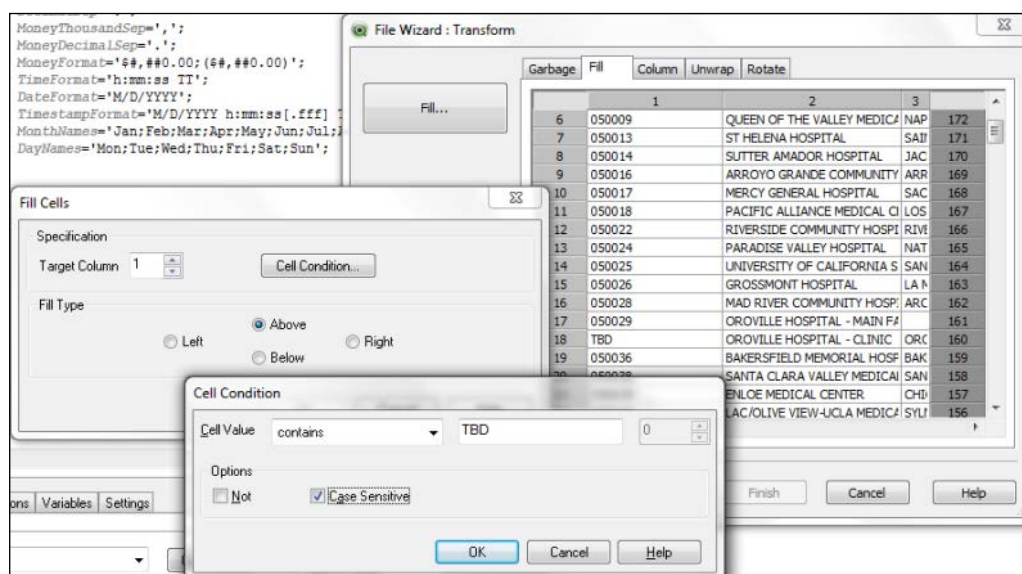 MoneyThousandSep=',';
MoneyDecimalSep='.';
MoneyFormat='$#,##0.00;($#,##0.00)';
TimeFormat='h:mm:ss TT';
DateFormat='M/D/YYYY';
TimestampFormat='M/D/YYYY h:mm:ss[.fff]
MonthNames='Jan;Feb;Mar;Apr;May;Jun;Jul;
DayNames='Mon;Tue;Wed;Thu;Fri;Sat;Sun';
File Wizard : Transform
Garbage Fill Column Unwrap Rotate
Fill...
1 2 3
6 050009 QUEEN OF THE VALLEY MEDICA NAP 172
7 050013 ST HELENA HOSPITAL SAI 171
8 050014 SUTTER AMADOR HOSPITAL JAC 170
9 050016 ARROYO GRANDE COMMUNITY ARR 169
10 050017 MERCY GENERAL HOSPITAL SAC 168
11 050018 PACIFIC ALLIANCE MEDICAL LOS 167
12 050022 RIVERSIDE COMMUNITY HOSPI RIVE 166
13 050024 PARADISE VALLEY HOSPITAL NAT 165
14 050025 UNIVERSITY OF CALIFORNIA S SAN 164
15 050026 GROSSMONT HOSPITAL LA 163
16 050028 MAD RIVER COMMUNITY HOSP ARC 162
17 050029 OROVILLE HOSPITAL - MAIN 161
18 TBD OROVILLE HOSPITAL - CLINIC ORO 160
19 050036 BAKERSFIELD MEMORIAL HOSP BAK 159
SANTA CLARA VALLEY MEDICAL SAN 158
ENLOE MEDICAL CENTER CHI 157
LAC/OLIVE VIEW-UCLA MEDICA SYL 156
Finish Cancel Help
Fill Cells
Specification
Target Column 1 Cell Condition...
Fill Type
Above
Left Right
Below
Cell Condition
Cell Value contains TBD 0
Options
Not Case Sensitive
OK Cancel Help
ons Variables Settings